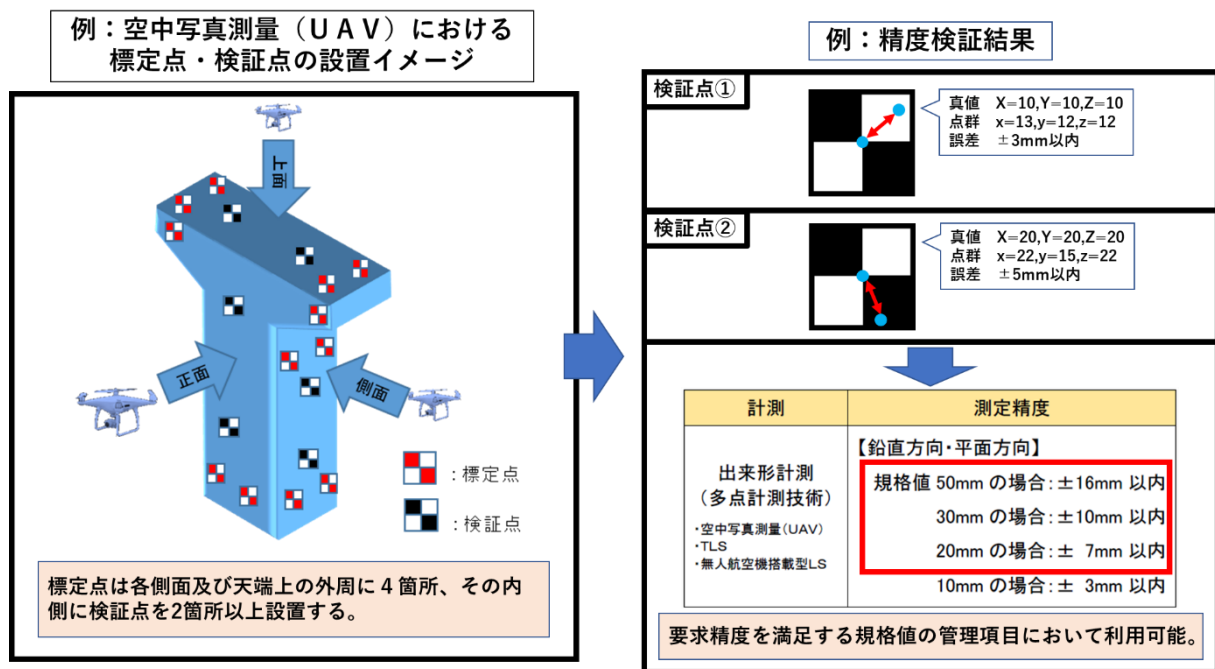 例：空中写真測量（ＵＡＶ）における
標定点・検証点の設置イメージ
上面
正面
側面
：標定点
：検証点
標定点は各側面及び天端上の外周に４箇所、その内
側に検証点を2箇所以上設置する。
例：精度検証結果
検証点①
真値　X=10,Y=10,Z=10
点群　x=13,y=12,z=12
誤差　±3mm以内
検証点②
真値　X=20,Y=20,Z=20
点群　x=22,y=15,z=22
誤差　±5mm以内
計測　測定精度
出来形計測
（多点計測技術）
・空中写真測量(UAV)
・TLS
・無人航空機搭載型LS
【鉛直方向・平面方向】
規格値 50mm の場合：±16mm 以内
30mm の場合：±10mm 以内
20mm の場合：± 7mm 以内
10mm の場合：± 3mm 以内
要求精度を満足する規格値の管理項目において利用可能。